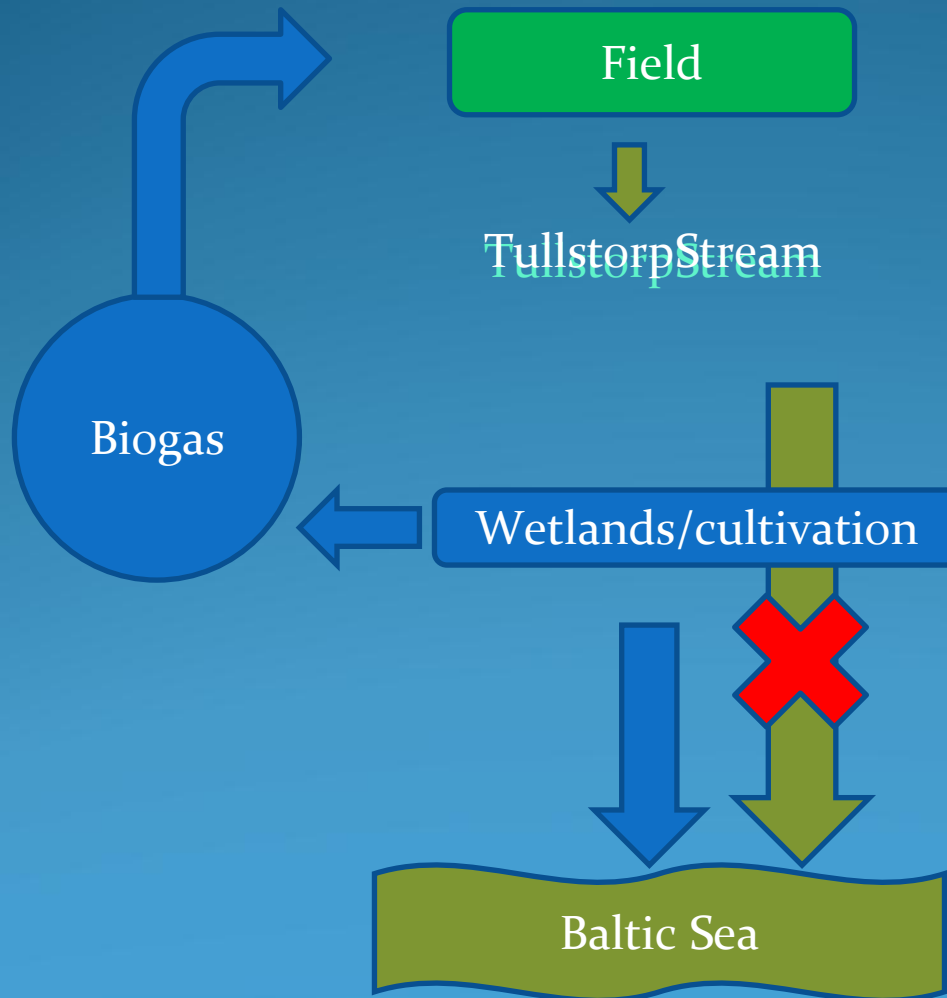 Field
TullstorpStream
Biogas
Wetlands/cultivation
Baltic Sea